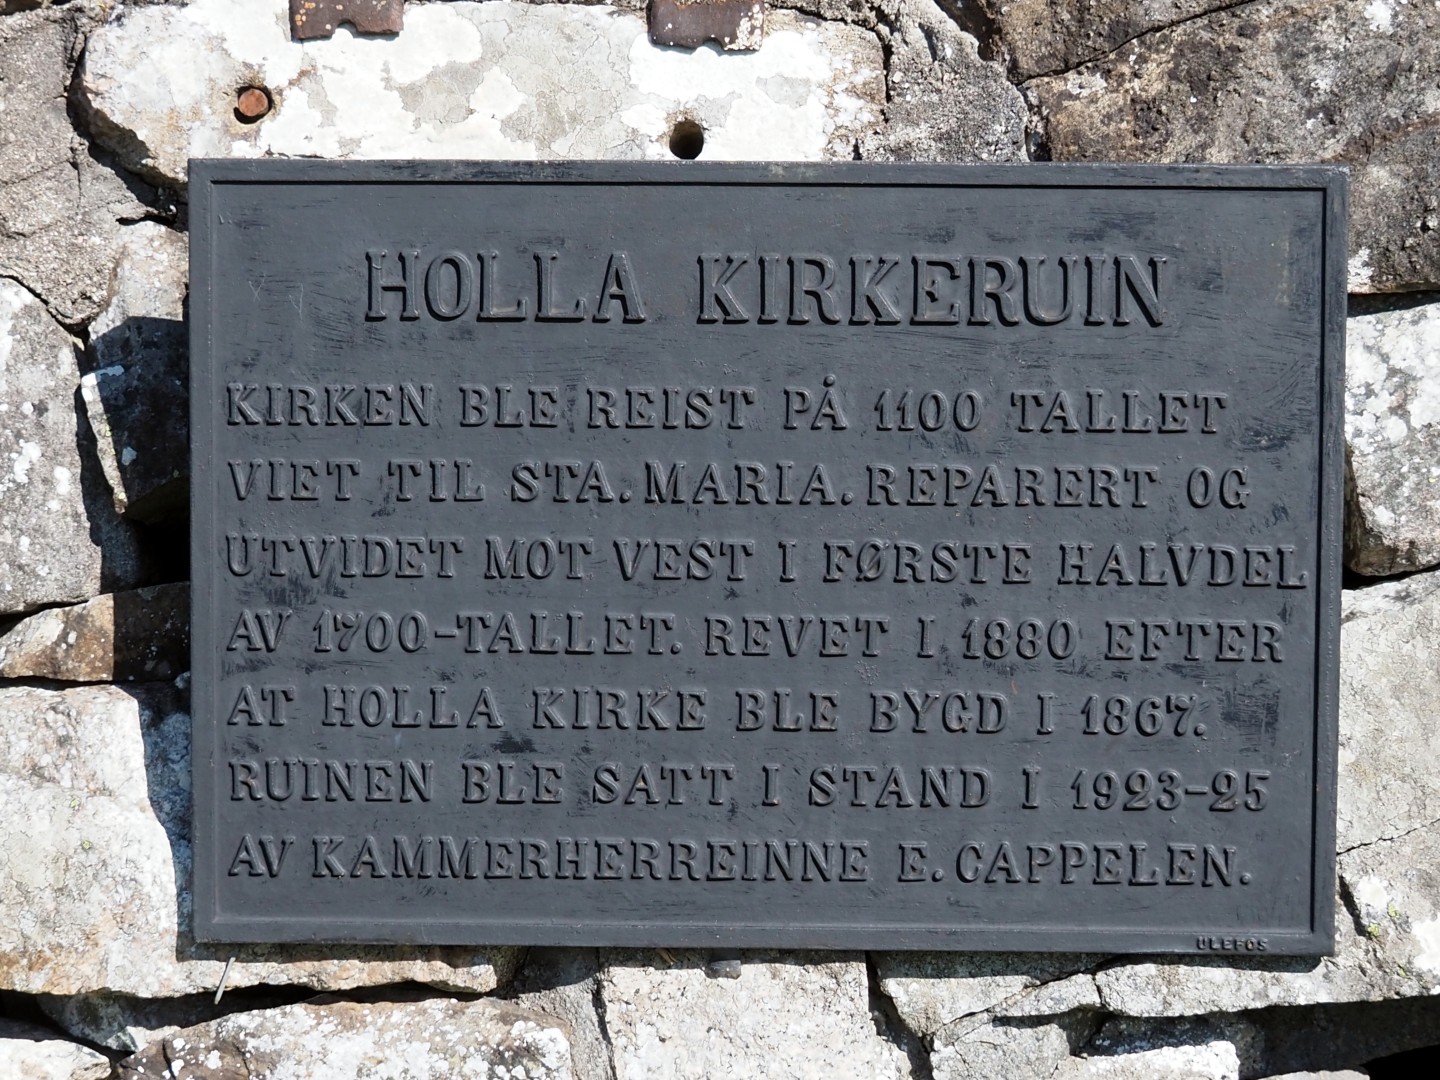 HOLLA KIRKERUIN
KIRKEN BLE REIST PÅ 1100 TALLET
VIET TIL STA. MARIA. REPARERT OG
UTVIDET MOT VEST I FØRSTE HALVDEL
AV 1700-TALLET. REVET I 1880 EFTER
AT HOLLA KIRKE BLE BYGD I 1867.
RUINEN BLE SATT I STAND I 1923-25
AV KAMMERHERREINNE E. CAPPELEN.
ULEFOS